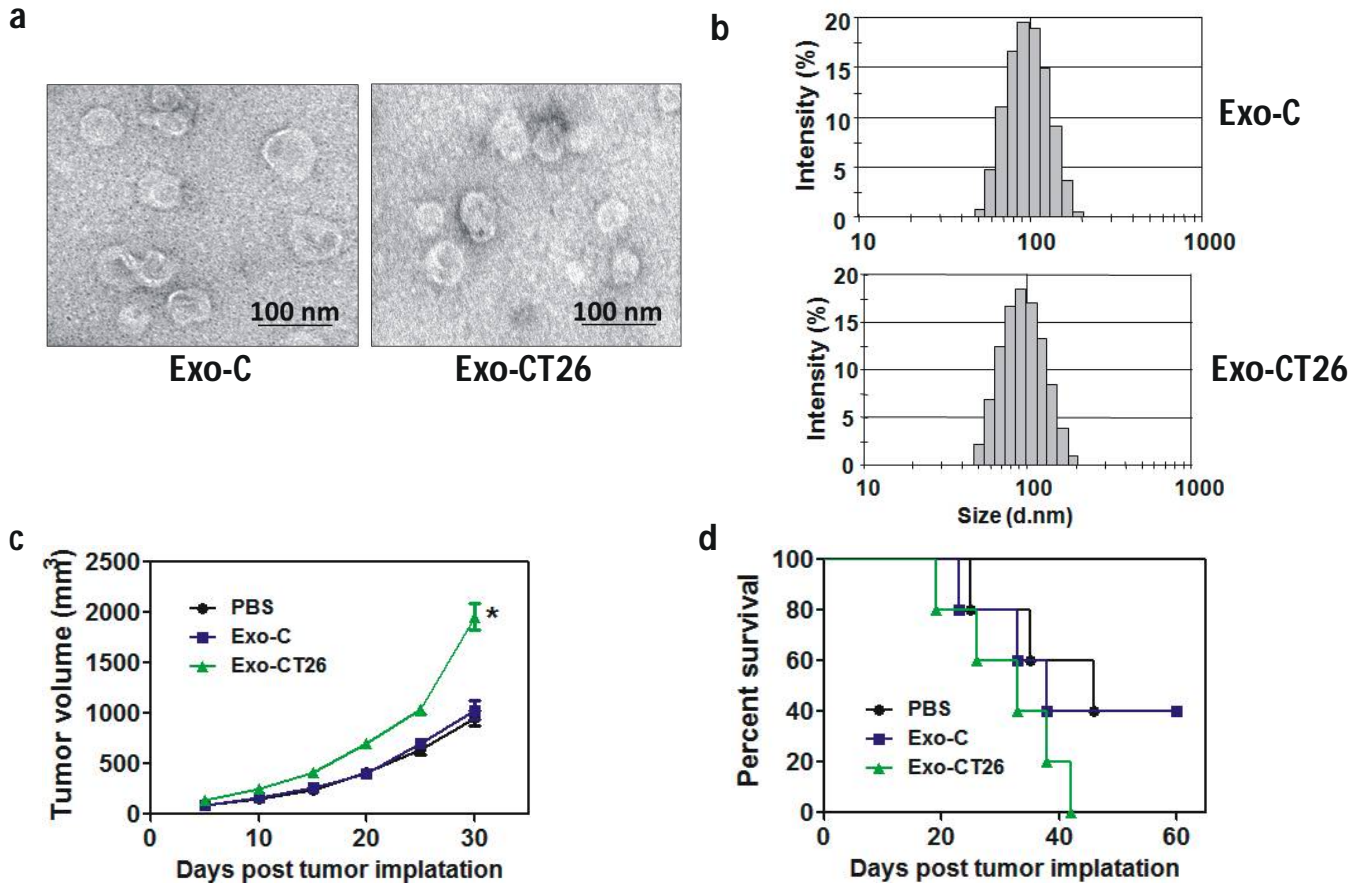 a
100 nm
100 nm
Exo-C
Exo-CT26
b
20
15
10
5
0
Intensity (%)
10
100
1000
Exo-C
20
15
10
5
0
Intensity (%)
10
100
1000
Size (d.nm)
Exo-CT26
c
2500
2000
1500
1000
500
0
Tumor volume (mm³)
PBS
Exo-C
Exo-CT26
*
0
10
20
30
Days post tumor implatation
d
100
80
60
40
20
0
Percent survival
PBS
Exo-C
Exo-CT26
0
20
40
60
Days post tumor implatation